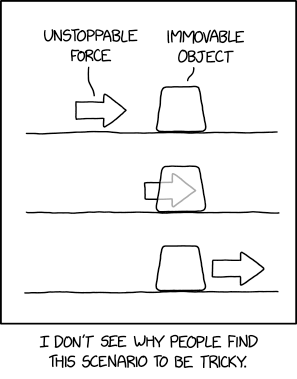 UNSTOPPABLE
FORCE
IMMOVABLE
OBJECT
I DON'T SEE WHY PEOPLE FIND
THIS SCENARIO TO BE TRICKY.